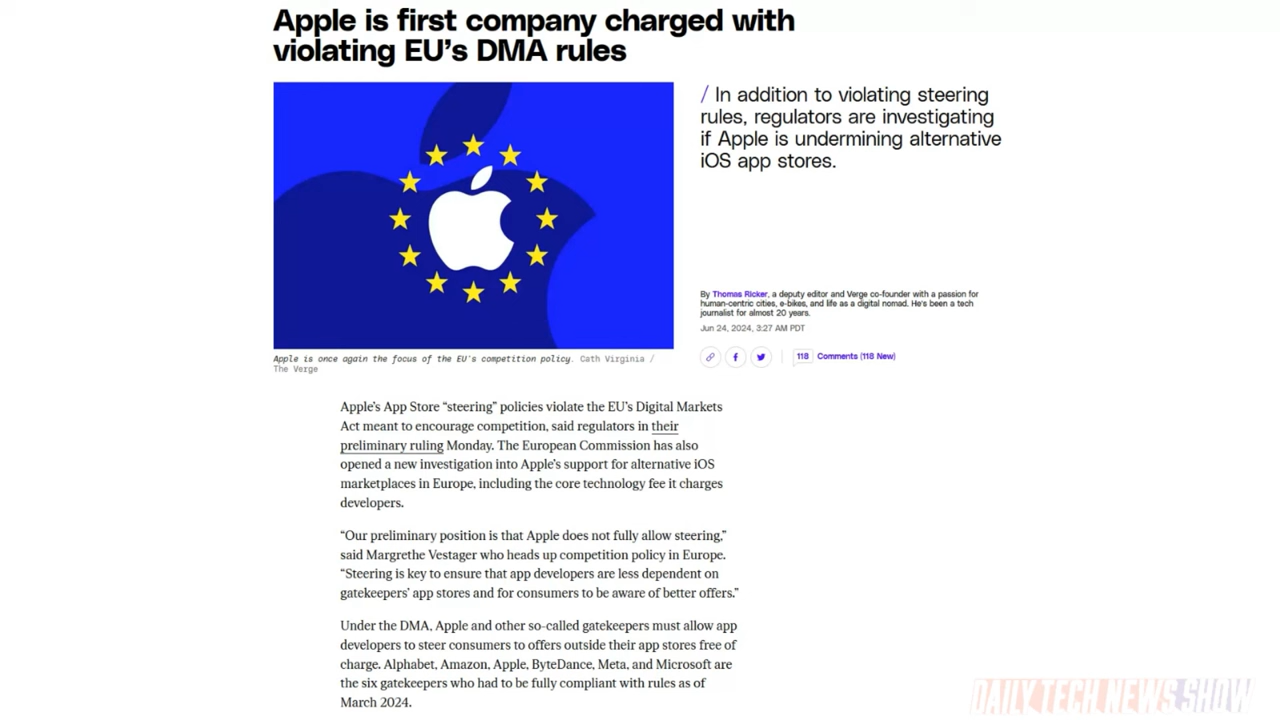 Apple is first company charged with
violating EU's DMA rules
/ In addition to violating steering
rules, regulators are investigating
if Apple is undermining alternative
iOS app stores.
By Thomas Ricker, a deputy editor and Verge co-founder with a passion for
human-centric cities, e-bikes, and life as a digital nomad. He's been a tech
journalist for almost 20 years.
Jun 24, 2024, 3:27 AM PDT
118 Comments (118 New)
Apple is once again the focus of the EU's competition policy. Cath Virginia /
The Verge
Apple's App Store “steering” policies violate the EU's Digital Markets
Act meant to encourage competition, said regulators in their
preliminary ruling Monday. The European Commission has also
opened a new investigation into Apple's support for alternative iOS
marketplaces in Europe, including the core technology fee it charges
developers.
“Our preliminary position is that Apple does not fully allow steering,”
said Margrethe Vestager who heads up competition policy in Europe.
“Steering is key to ensure that app developers are less dependent on
gatekeepers' app stores and for consumers to be aware of better offers.”
Under the DMA, Apple and other so-called gatekeepers must allow app
developers to steer consumers to offers outside their app stores free of
charge. Alphabet, Amazon, Apple, ByteDance, Meta, and Microsoft are
the six gatekeepers who had to be fully compliant with rules as of
March 2024.
DAILY TECH NEWS SHOW